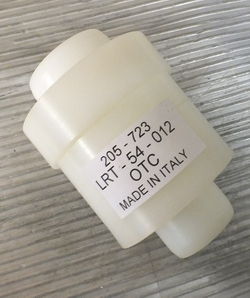 205 - 723
LRT - 54 - 012
OTC
MADE IN ITALY